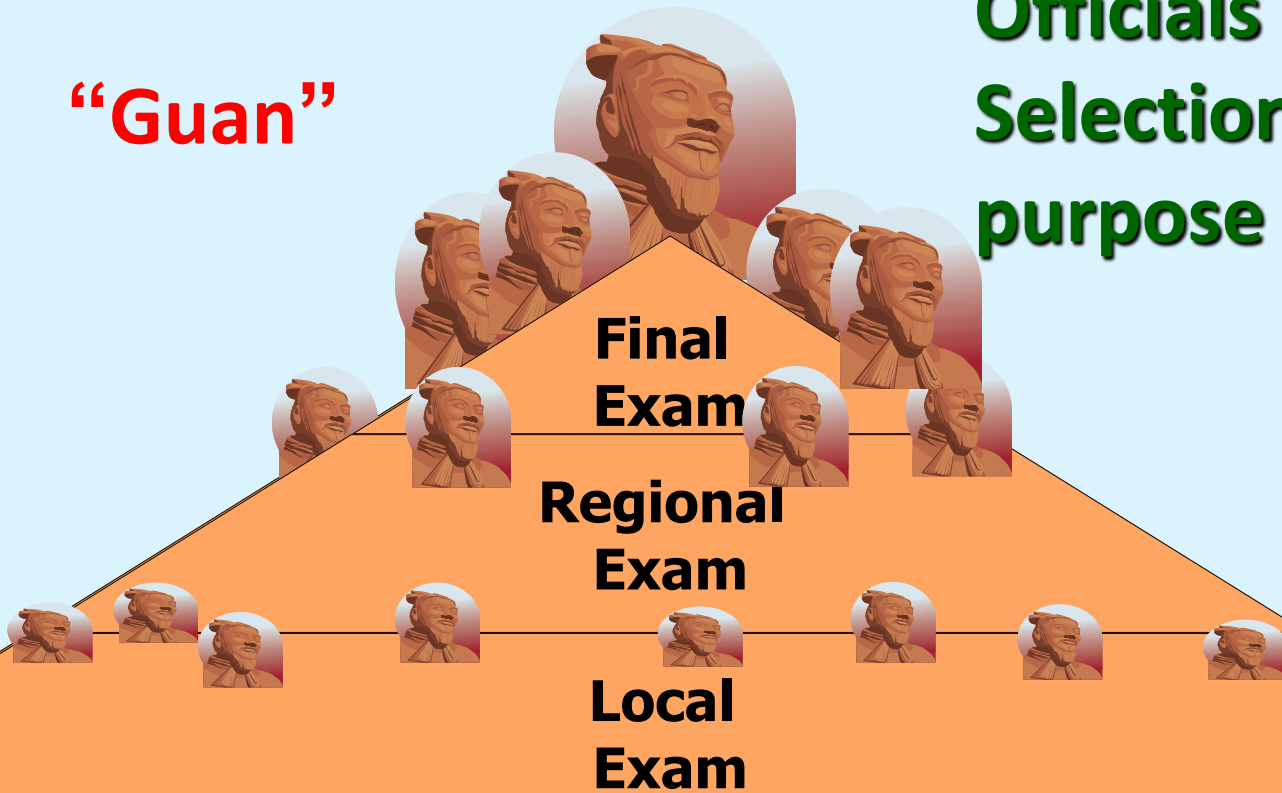 “Guan”
Officials
Selection
purpose
Final
Exam
Regional
Exam
Local
Exam